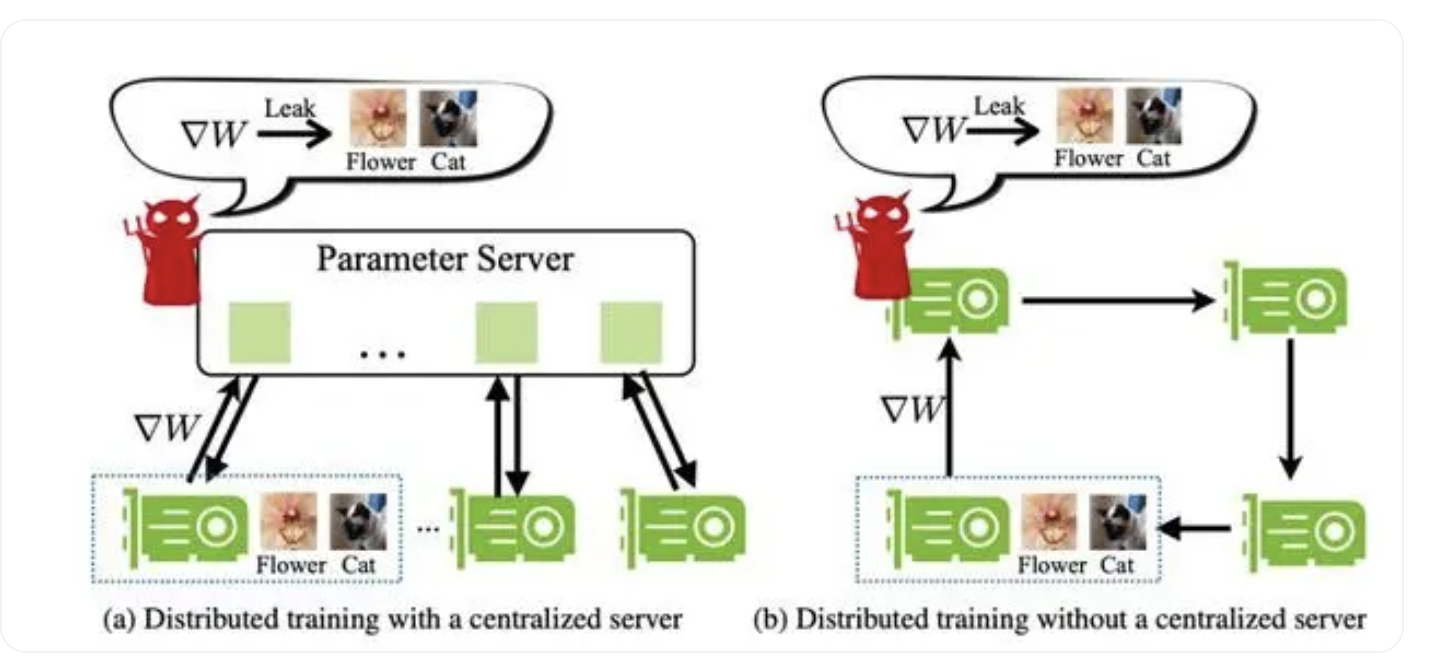 Leak
∇W
Flower Cat
Parameter Server
...
∇W
...
Flower Cat
(a) Distributed training with a centralized server
Leak
∇W
Flower Cat
∇W
Flower Cat
(b) Distributed training without a centralized server